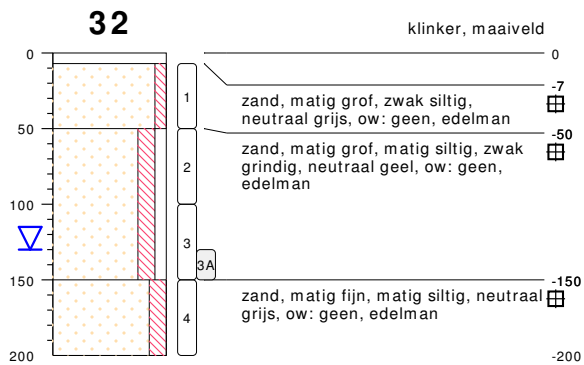 32
klinker, maaiveld
0
0
-7
1
zand, matig grof, zwak siltig,
neutraal grijs, ow: geen, edelman
50
-50
zand, matig grof, matig siltig, zwak
grindig, neutraal geel, ow: geen,
edelman
2
100
3
3A
150
-150
zand, matig fijn, matig siltig, neutraal
grijs, ow: geen, edelman
4
200
-200